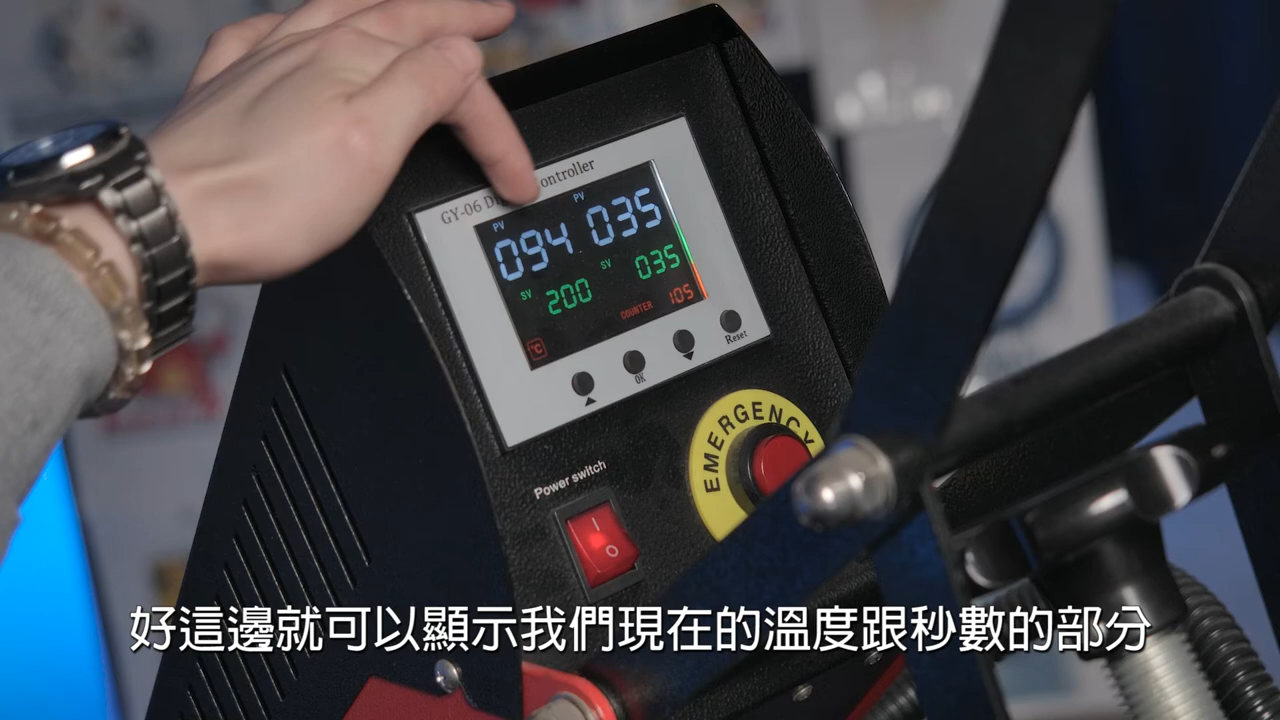 GY-06 Di ontroller
PV PV
094 035
SV 200 SV 035
COUNTER 105
℃
OK
Reset
EMERGENCY
Power switch
好這邊就可以顯示我們現在的溫度跟秒數的部分